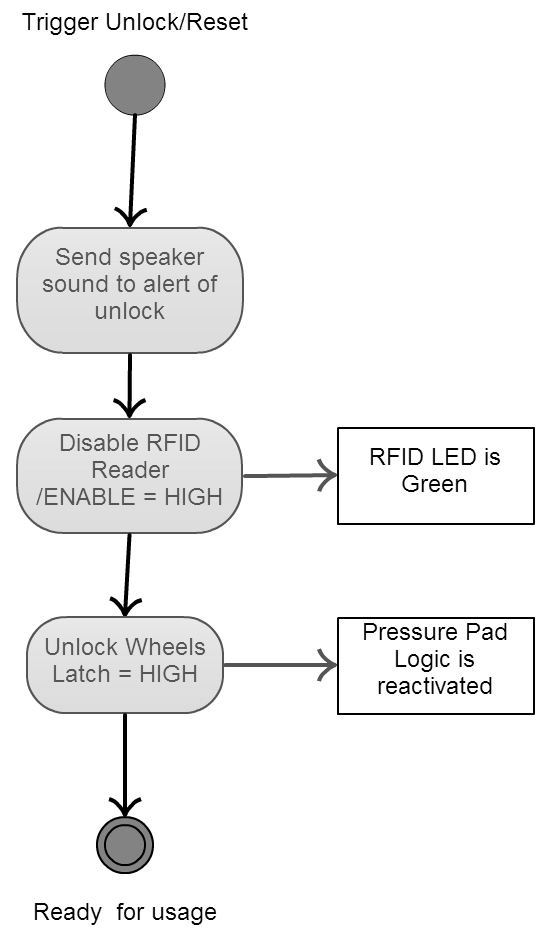 Trigger Unlock/Reset
Send speaker
sound to alert of
unlock
Disable RFID
Reader
/ENABLE = HIGH
RFID LED is
Green
Unlock Wheels
Latch = HIGH
Pressure Pad
Logic is
reactivated
Ready  for usage